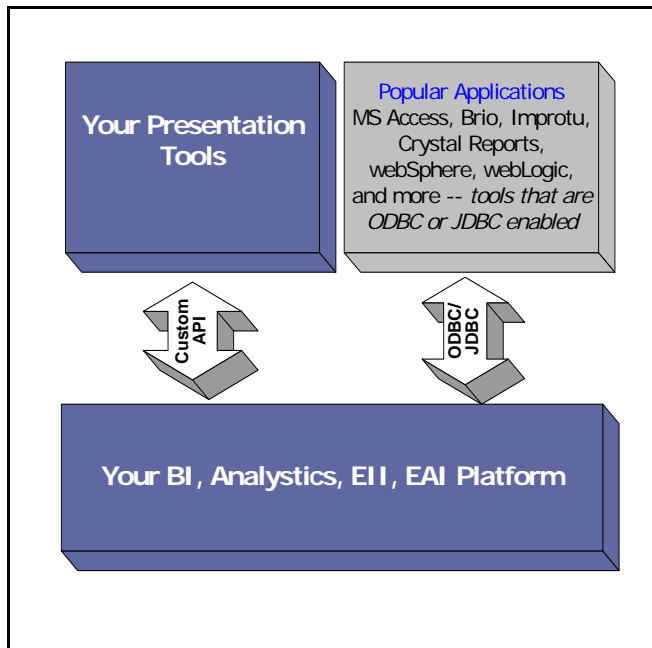 Your Presentation
Tools
Popular Applications
MS Access, Brio, Improtu,
Crystal Reports,
webSphere, webLogic,
and more -- tools that are
ODBC or JDBC enabled
Custom
API
ODBC/
JDBC
Your BI, Analystics, EII, EAI Platform